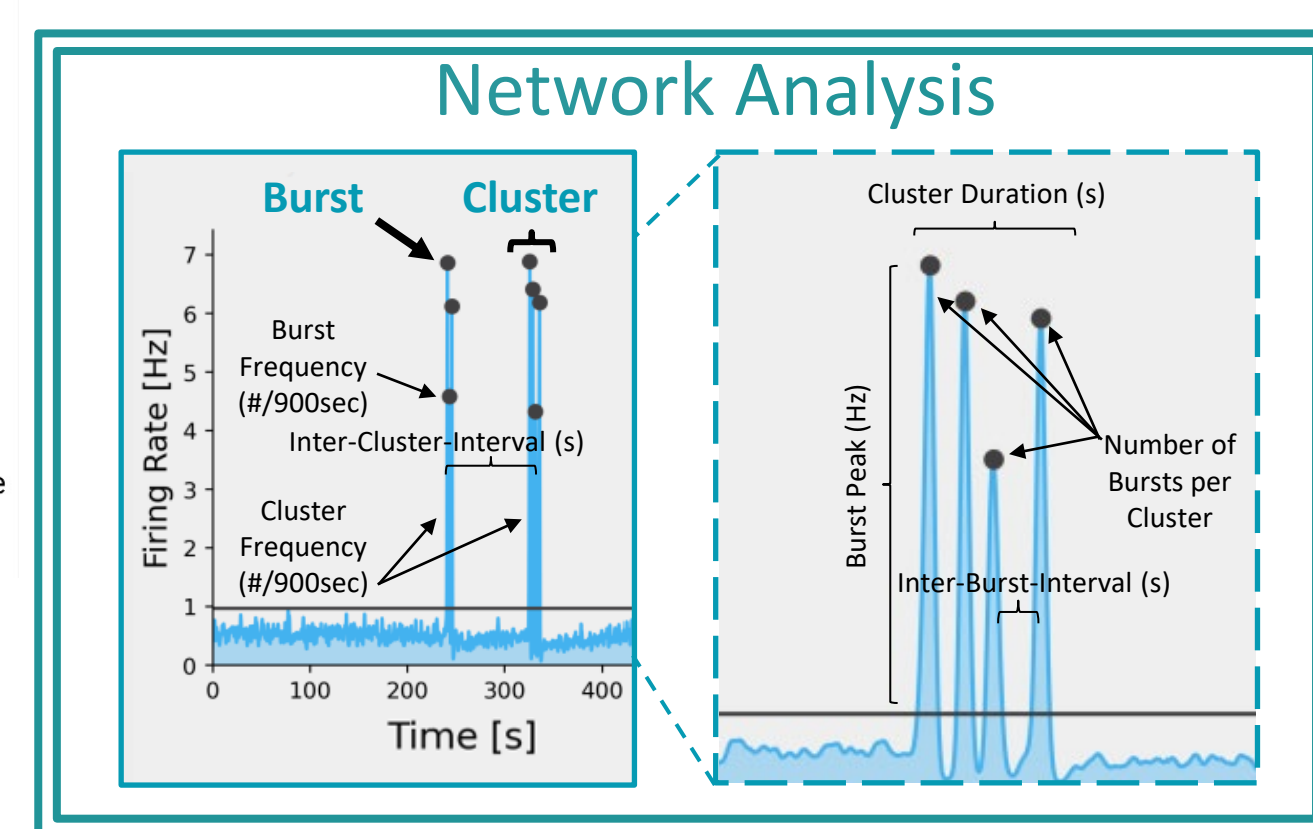 Network Analysis
Burst
Cluster
7
6
5
4
3
2
1
0
Firing Rate [Hz]
Burst
Frequency
(#/900sec)
Inter-Cluster-Interval (s)
Cluster
Frequency
(#/900sec)
0
100
200
300
400
Time [s]
Cluster Duration (s)
Burst Peak (Hz)
Number of
Bursts per
Cluster
Inter-Burst-Interval (s)
e